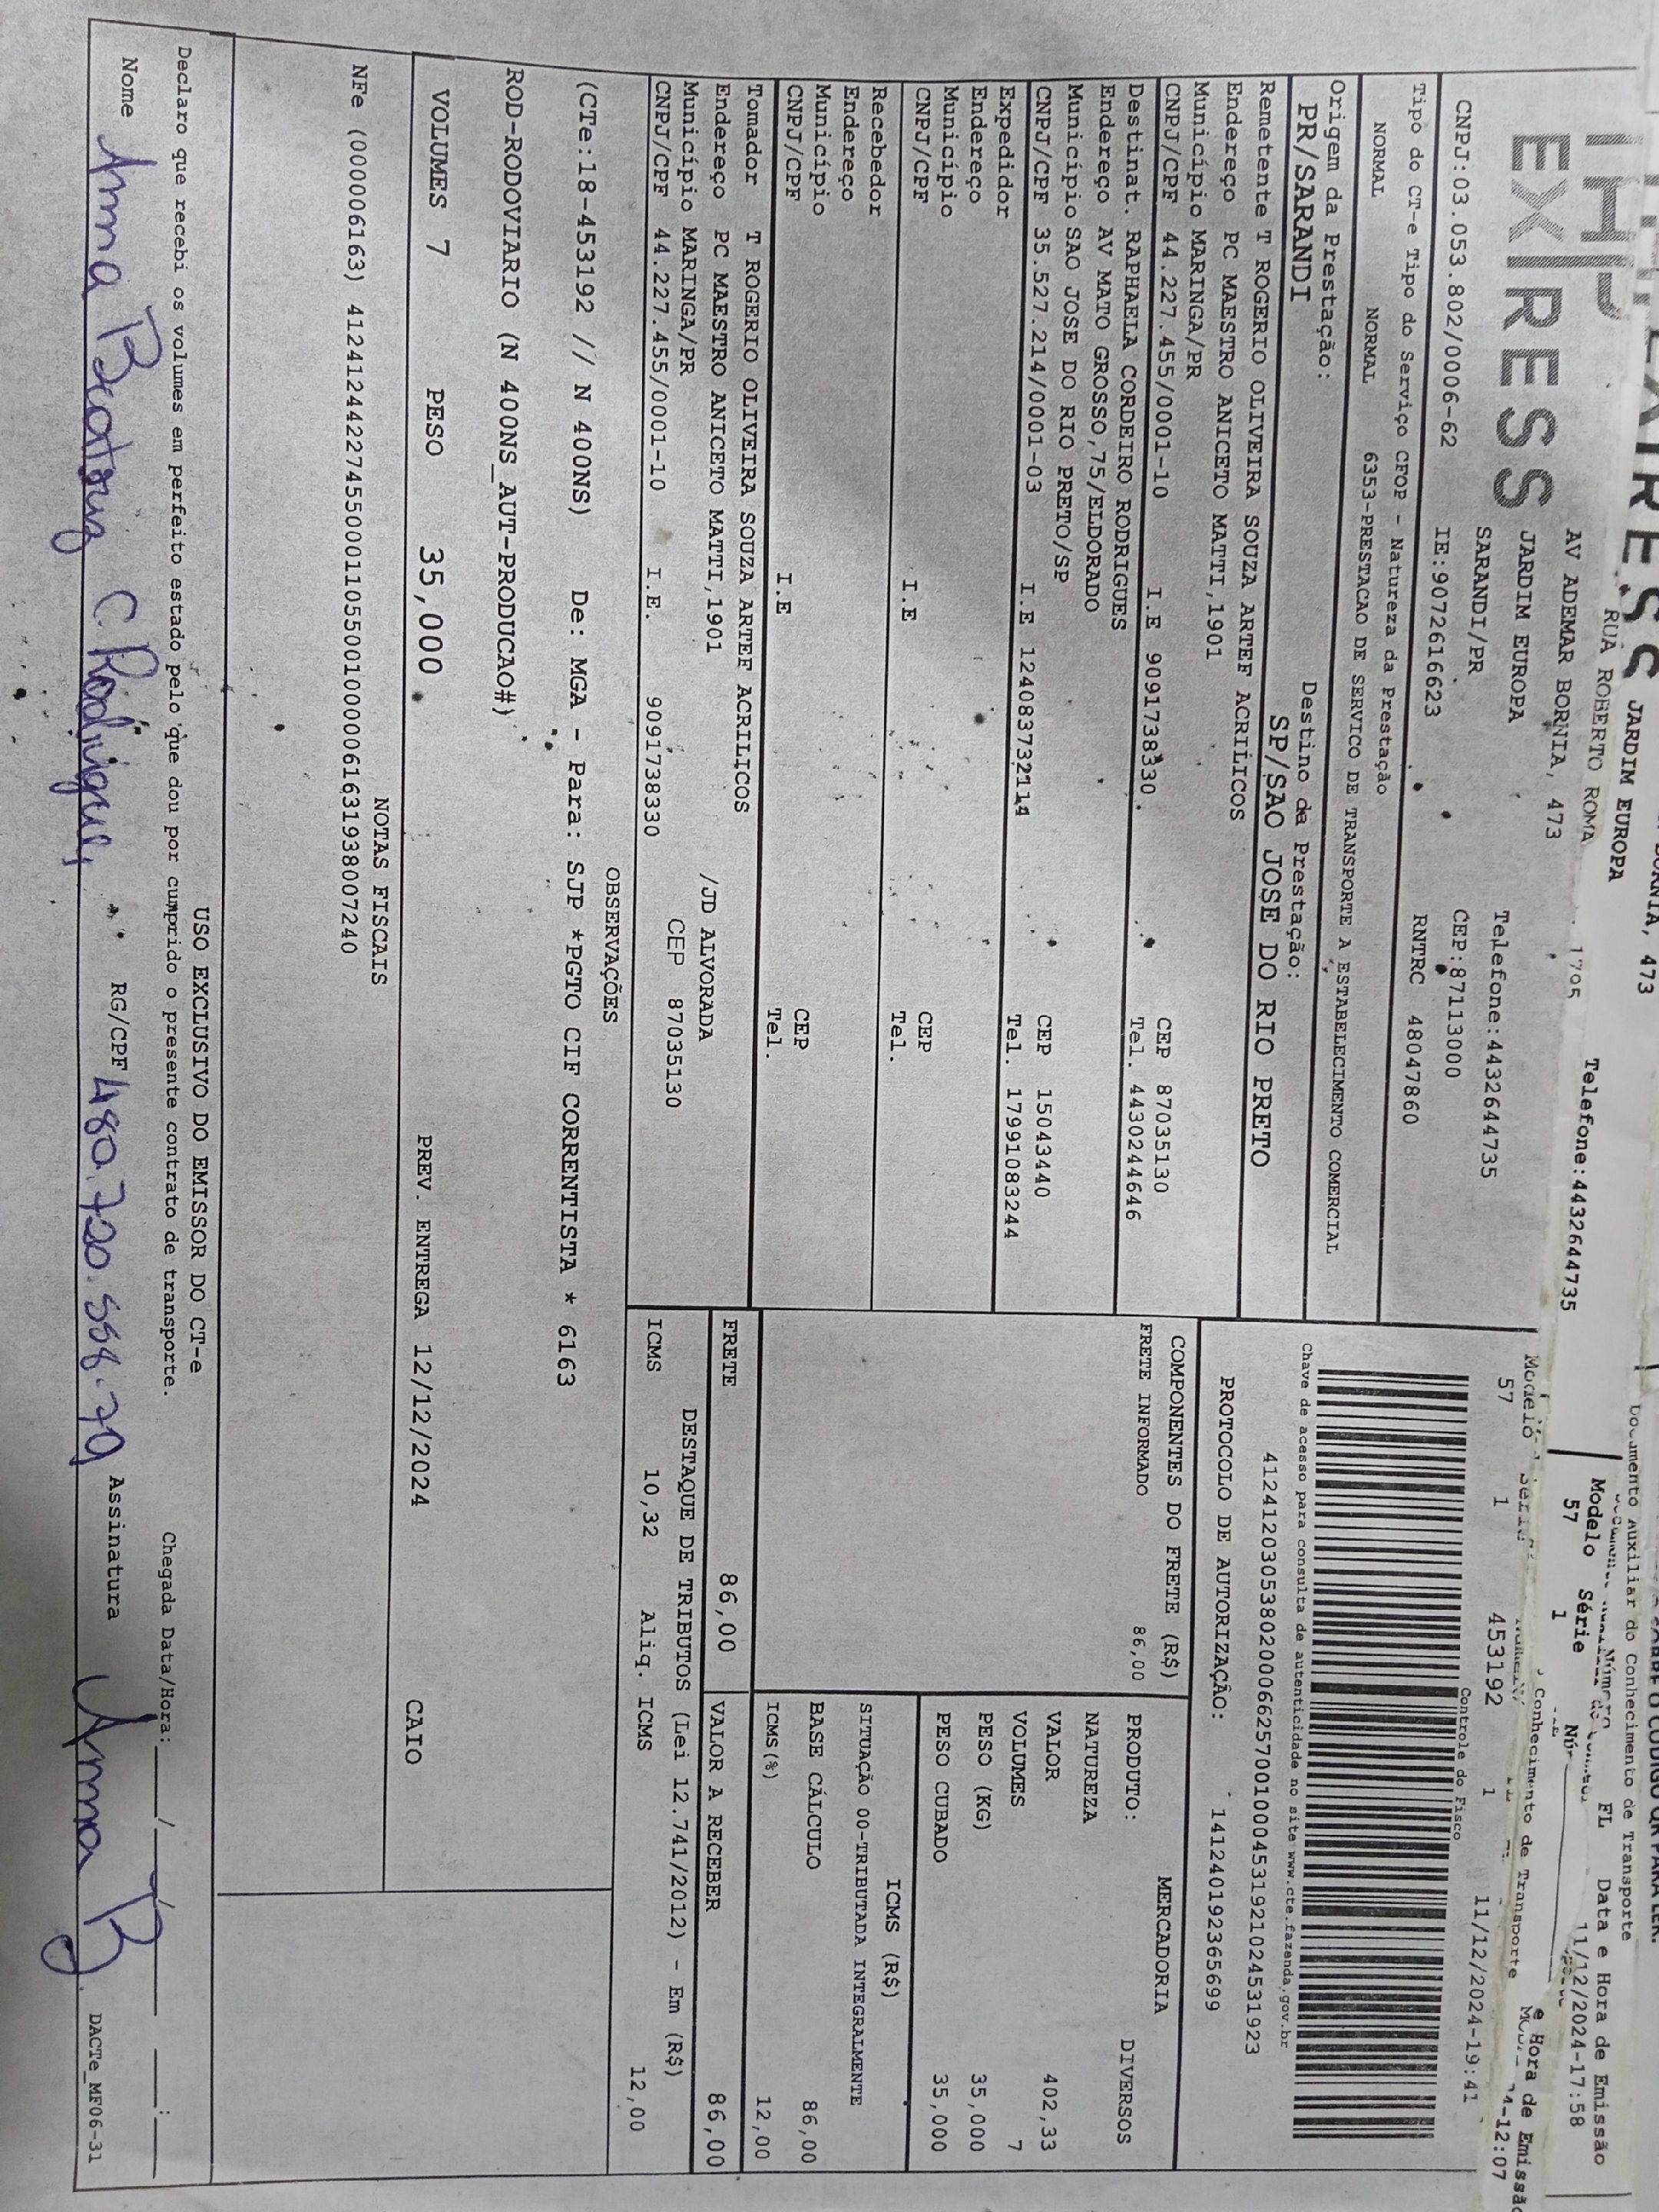 JARDIM EUROPA
RUA ROBERTO ROMA
Telefone:4432644735
Documento Auxiliar do Conhecimento de Transporte
Modelo Série FL Data e Hora de Emissão
57 1 11/12/2024-17:58
EXPRESS
AV ADEMAR BORNIA, 473
JARDIM EUROPA
SARANDI/PR
Telefone:4432644735
CNPJ:03.053.802/0006-62 IE:9072616623 CEP:87113000
57 1 453192 1 11/12/2024-19:41
Controle do Fisco
Tipo do CT-e Tipo do Serviço CFOP - Natureza da Prestação RNTRC 48047860
NORMAL NORMAL 6353-PRESTACAO DE SERVICO DE TRANSPORTE A ESTABELECIMENTO COMERCIAL
Chave de acesso para consulta de autenticidade no site www.cte.fazenda.gov.br
41241203053802000662570010004531921024531923
Origem da Prestação: Destino da Prestação:
PR/SARANDI SP/SAO JOSE DO RIO PRETO
PROTOCOLO DE AUTORIZAÇÃO: 141240192365699
Remetente T ROGERIO OLIVEIRA SOUZA ARTEF ACRILICOS
Endereço PC MAESTRO ANICETO MATTI,1901
Município MARINGA/PR CEP 87035130
CNPJ/CPF 44.227.455/0001-10 I.E 9091738330 Tel. 4430244646
Destinat. RAPHAELA CORDEIRO RODRIGUES
Endereço AV MATO GROSSO,75/ELDORADO
Município SAO JOSE DO RIO PRETO/SP CEP 15043440
CNPJ/CPF 35.527.214/0001-03 I.E 124083732114 Tel. 17991083244
Expedidor
Endereço
Município CEP
CNPJ/CPF I.E Tel.
Recebedor
Endereço
Município CEP
CNPJ/CPF I.E Tel.
Tomador T ROGERIO OLIVEIRA SOUZA ARTEF ACRILICOS
Endereço PC MAESTRO ANICETO MATTI,1901 /JD ALVORADA
Município MARINGA/PR CEP 87035130
CNPJ/CPF 44.227.455/0001-10 I.E. 9091738330
COMPONENTES DO FRETE (R$)
FRETE INFORMADO 86,00
MERCADORIA
PRODUTO: DIVERSOS
NATUREZA
VALOR 402,33
VOLUMES 7
PESO (KG) 35,000
PESO CUBADO 35,000
ICMS (R$)
SITUAÇÃO 00-TRIBUTADA INTEGRALMENTE
BASE CÁLCULO 86,00
ICMS(%) 12,00
FRETE 86,00 VALOR A RECEBER 86,00
DESTAQUE DE TRIBUTOS (Lei 12.741/2012) - Em (R$)
ICMS 10,32 Aliq. ICMS 12,00
OBSERVAÇÕES
(CTe:18-453192 // N 400NS) De: MGA - Para: SJP *PGTO CIF CORRENTISTA * 6163
ROD-RODOVIARIO (N 400NS_AUT-PRODUCAO#)
VOLUMES 7 PESO 35,000 PREV. ENTREGA 12/12/2024 CAIO
NOTAS FISCAIS
NFe (000006163) 41241244227455000110550010000061631938007240
USO EXCLUSIVO DO EMISSOR DO CT-e
Declaro que recebi os volumes em perfeito estado pelo que dou por cumprido o presente contrato de transporte. Chegada Data/Hora: ____/____/____ ___:___
Nome Anna Beatriz C. Rodrigues RG/CPF 480.720.558.79 Assinatura Anna B
DACTe_MF06-31